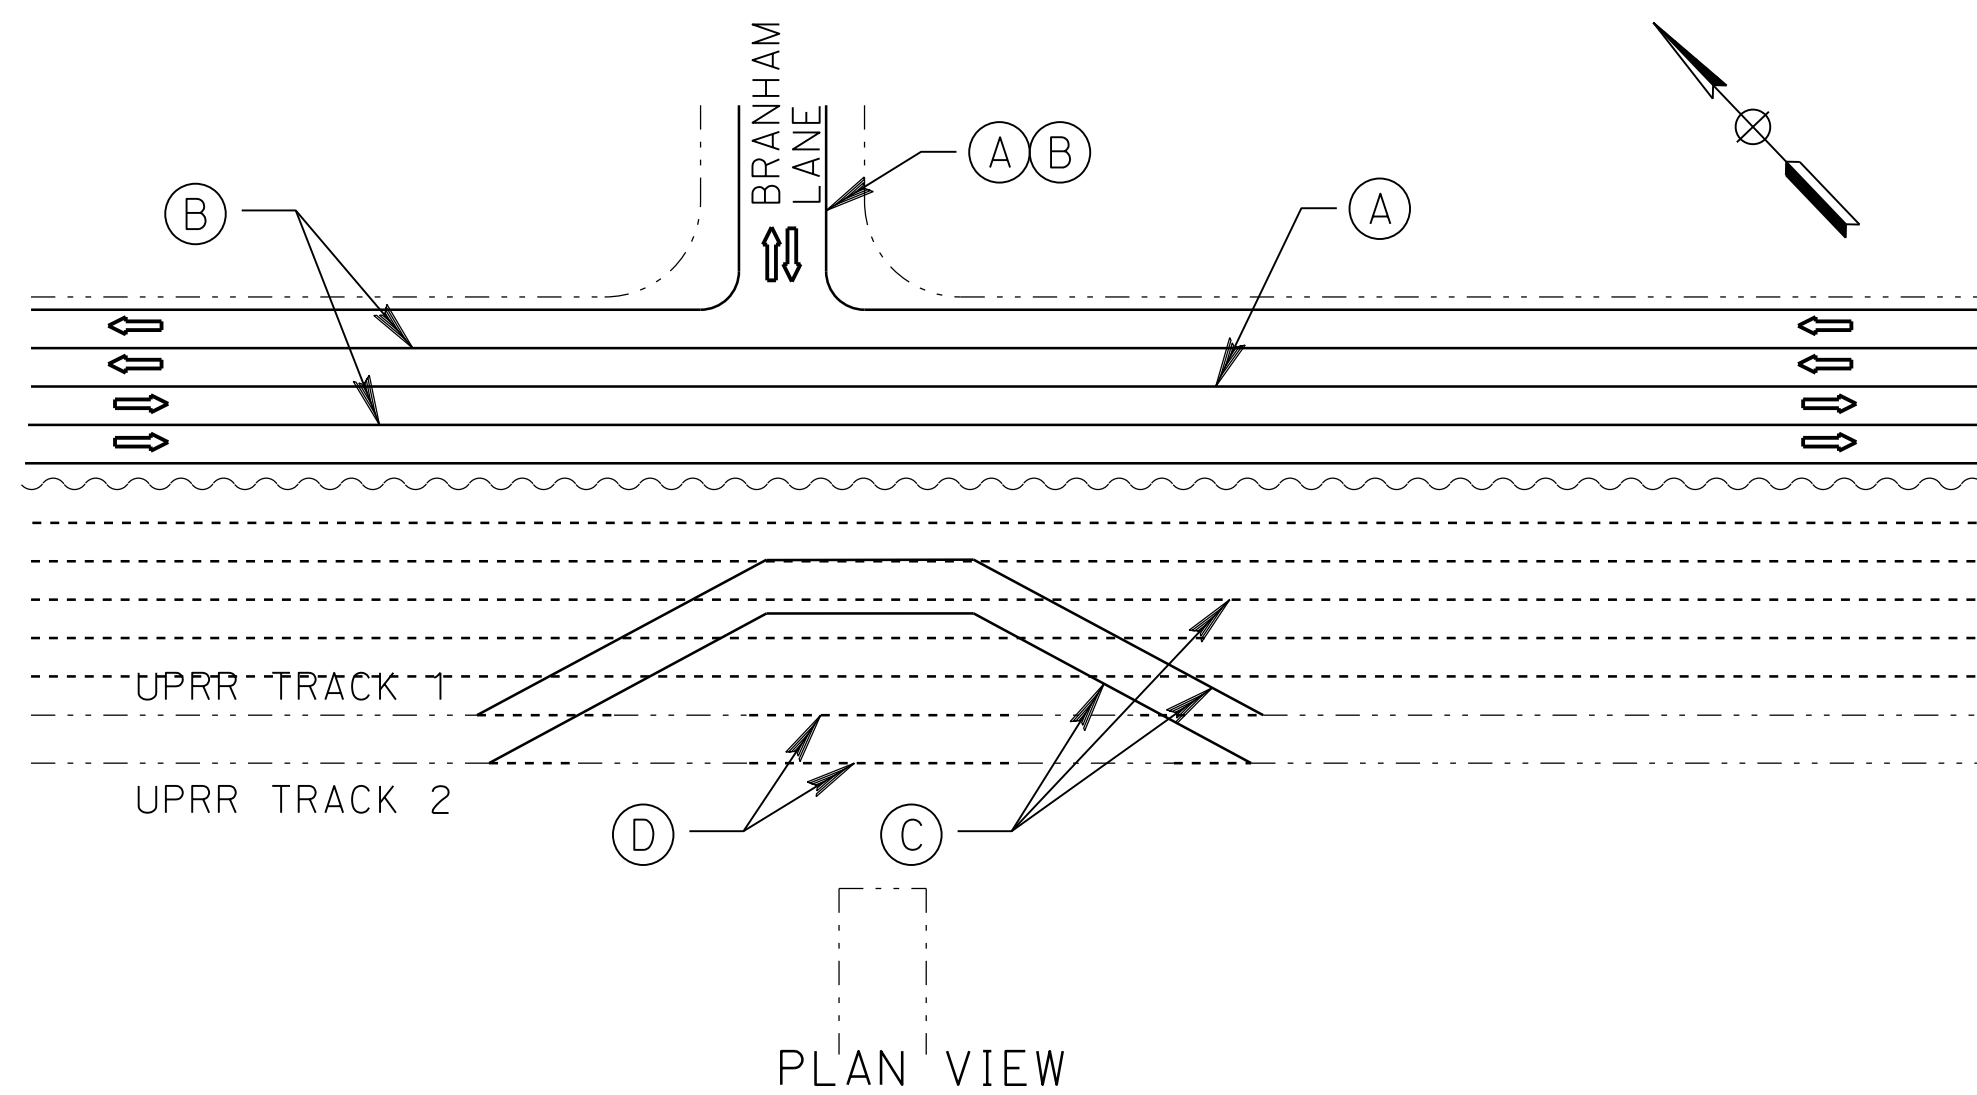 BRANHAM
LANE
A B
B
A
UPRR TRACK 1
UPRR TRACK 2
D
C
PLAN VIEW